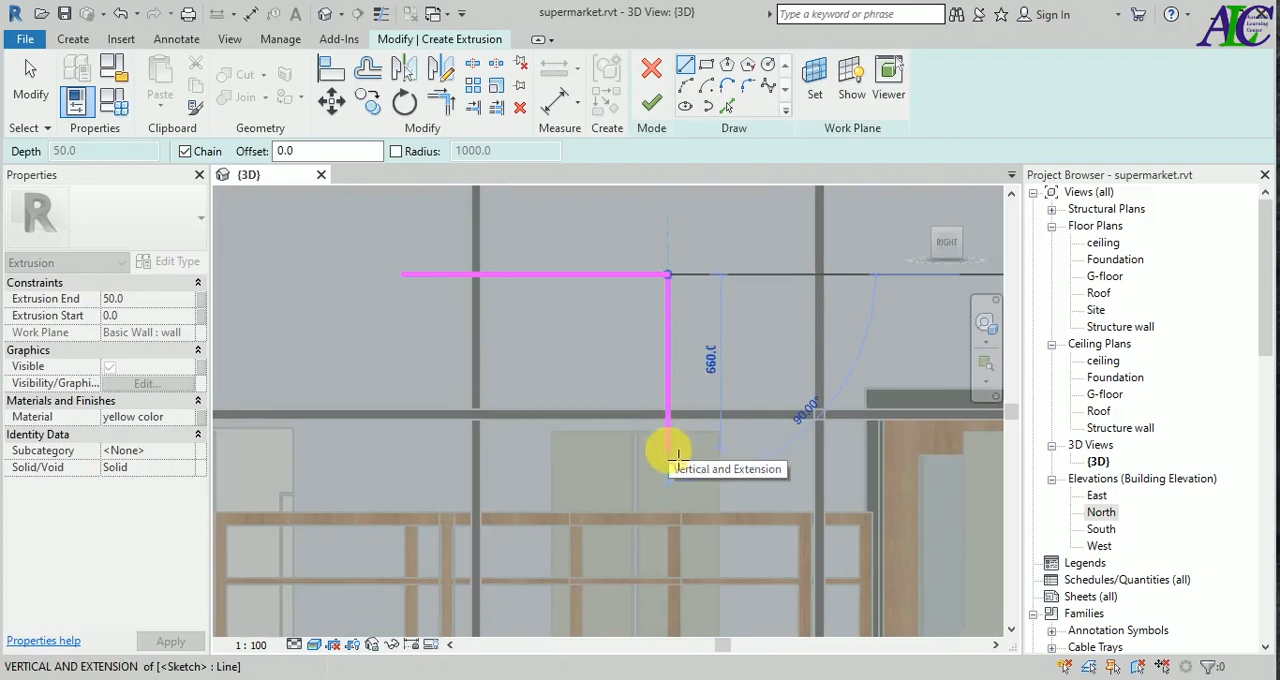 supermarket.rvt - 3D View: {3D}
Type a keyword or phrase
Sign In
ALC
File
Create
Insert
Annotate
View
Manage
Add-Ins
Modify | Create Extrusion
Modify
Paste
Cut
Join
Set
Show
Viewer
Select
Properties
Clipboard
Geometry
Modify
Measure
Create
Mode
Draw
Work Plane
Depth 50.0
Chain
Offset: 0.0
Radius: 1000.0
Properties
{3D}
Project Browser - supermarket.rvt
R
Extrusion
Edit Type
Constraints
Extrusion End 50.0
Extrusion Start 0.0
Work Plane Basic Wall : wall
Graphics
Visible
Visibility/Graphi... Edit...
Materials and Finishes
Material yellow color
Identity Data
Subcategory <None>
Solid/Void Solid
Properties help
Apply
RIGHT
660.0
90.00°
Vertical and Extension
Views (all)
Structural Plans
Floor Plans
ceiling
Foundation
G-floor
Roof
Site
Structure wall
Ceiling Plans
ceiling
Foundation
G-floor
Roof
Structure wall
3D Views
{3D}
Elevations (Building Elevation)
East
North
South
West
Legends
Schedules/Quantities (all)
Sheets (all)
Families
Annotation Symbols
Cable Trays
1 : 100
VERTICAL AND EXTENSION of [<Sketch> : Line]
:0